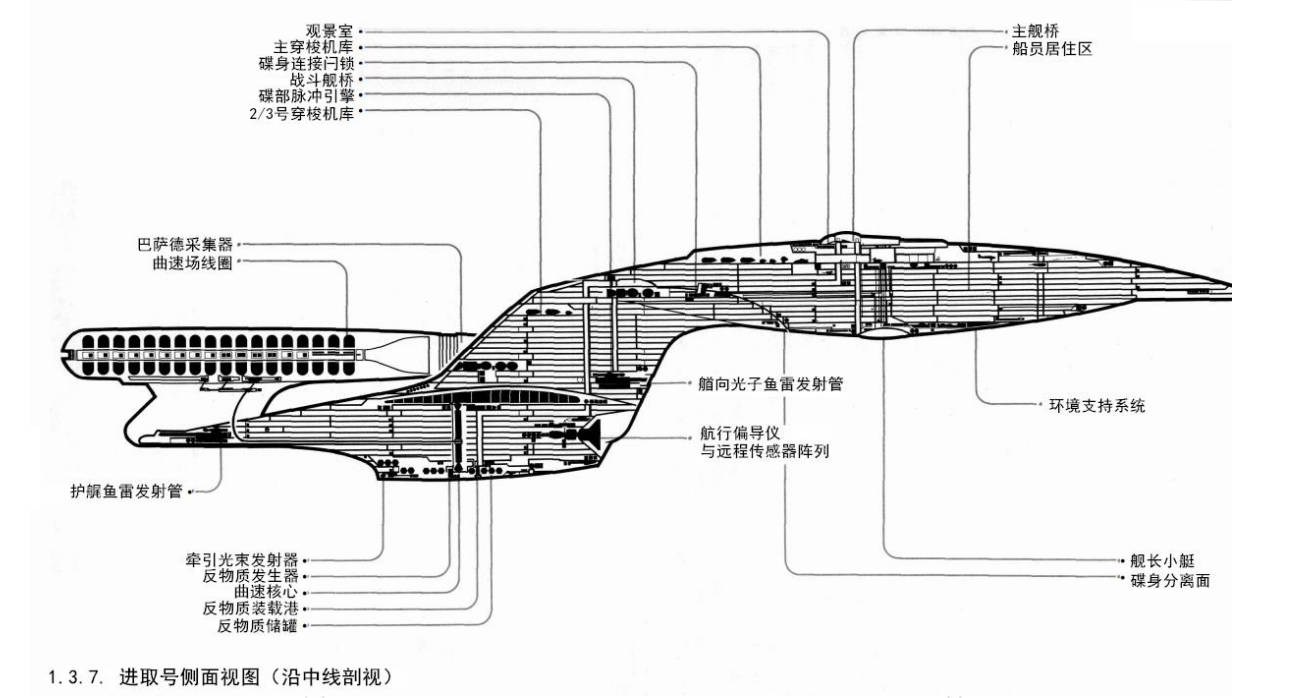 观景室
主穿梭机库
碟身连接闩锁
战斗舰桥
碟部脉冲引擎
2/3号穿梭机库
主舰桥
船员居住区
巴萨德采集器
曲速场线圈
艏向光子鱼雷发射管
环境支持系统
航行偏导仪
与远程传感器阵列
护艉鱼雷发射管
牵引光束发射器
反物质发生器
曲速核心
反物质装载港
反物质储罐
舰长小艇
碟身分离面
1.3.7. 进取号侧面视图（沿中线剖视）